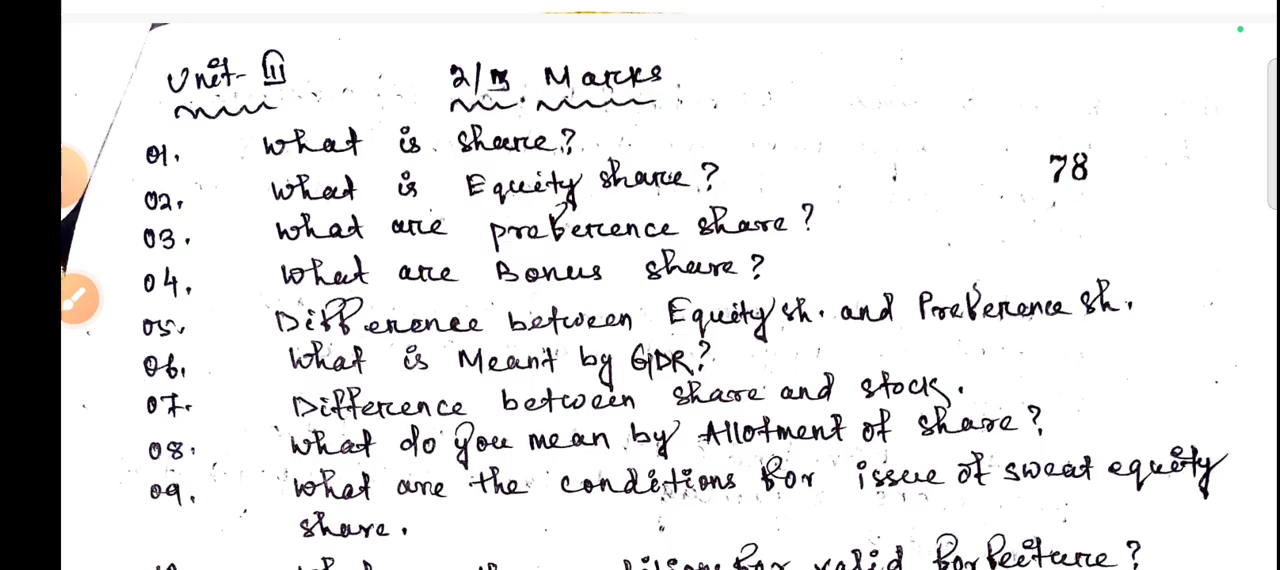 Unit-III 2/3 Marks
01. What is share?
78
02. What is Equity share?
03. What are preference share?
04. What are Bonus share?
05. Difference between Equity sh. and Preference sh.
06. What is Meant by GDR?
07. Difference between share and stock.
08. What do you mean by Allotment of share?
09. What are the conditions for issue of sweat equity
share.
for valid forfeiture?